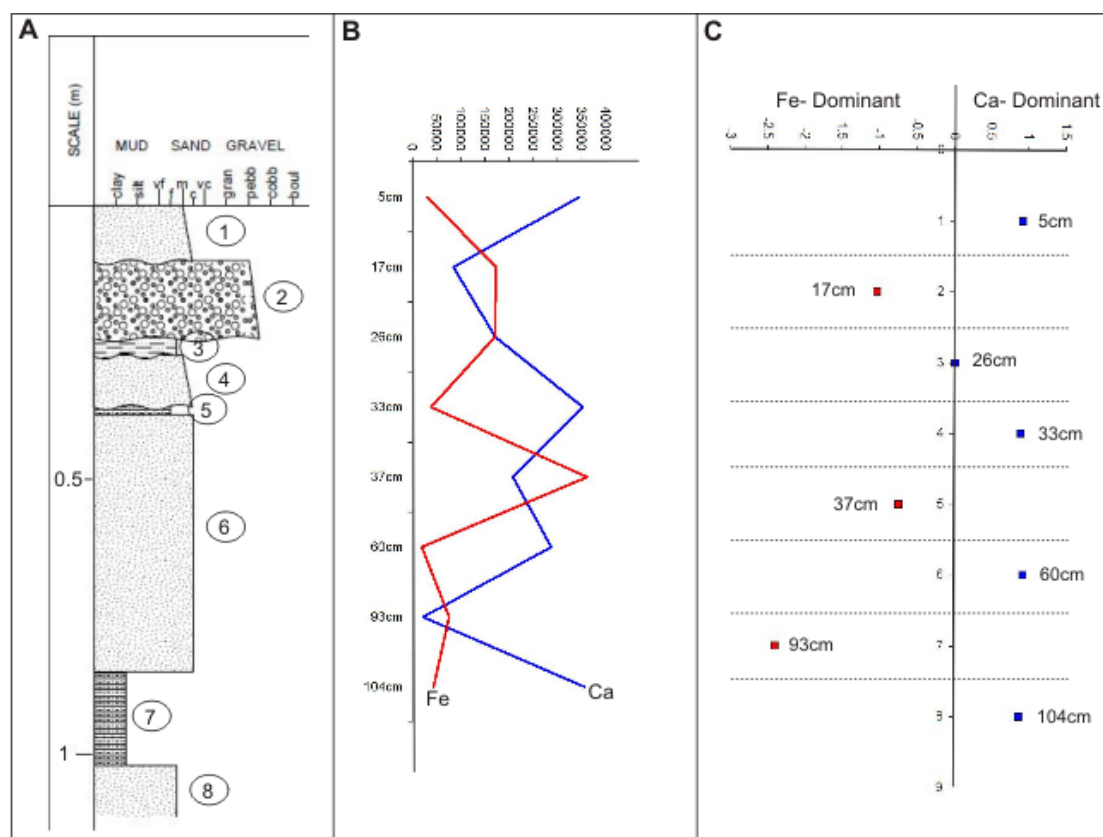 A
SCALE (m)
MUD SAND GRAVEL
clay silt vf f m c vc gran pebb cobb boul
1
2
3
4
5
0.5
6
7
1
8
B
0 50000 100000 150000 200000 250000 300000 350000 400000
5cm
17cm
26cm
33cm
37cm
60cm
93cm
104cm
Fe
Ca
C
Fe- Dominant Ca- Dominant
-3 -2.5 -2 -1.5 -1 -0.5 0 0.5 1 1.5
1 5cm
17cm 2
3 26cm
4 33cm
37cm 5
6 60cm
93cm 7
8 104cm
9